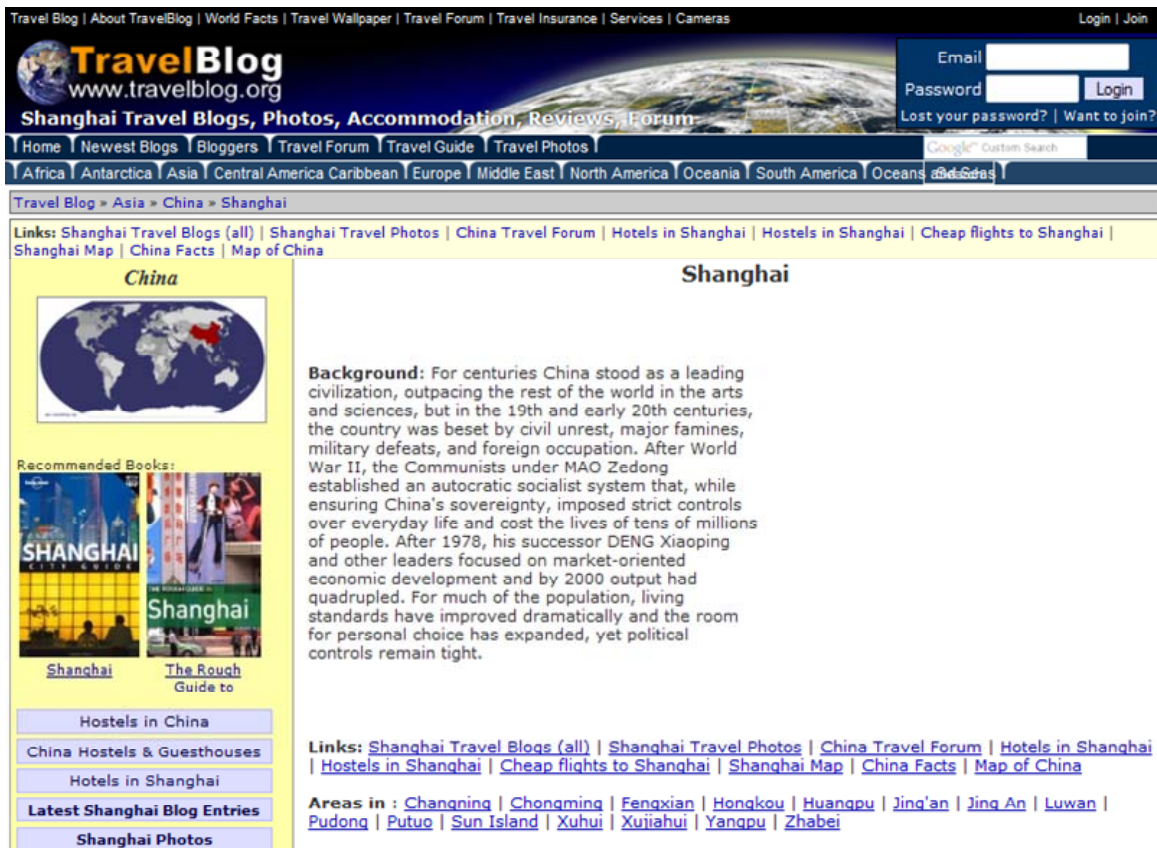 Travel Blog | About TravelBlog | World Facts | Travel Wallpaper | Travel Forum | Travel Insurance | Services | Cameras
Login | Join
TravelBlog
www.travelblog.org
Shanghai Travel Blogs, Photos, Accommodation, Reviews, Forum
Email
Password
Login
Lost your password? | Want to join?
Home Newest Blogs Bloggers Travel Forum Travel Guide Travel Photos
Google™ Custom Search
Africa Antarctica Asia Central America Caribbean Europe Middle East North America Oceania South America Oceans and Seas
Search
Travel Blog » Asia » China » Shanghai
Links: Shanghai Travel Blogs (all) | Shanghai Travel Photos | China Travel Forum | Hotels in Shanghai | Hostels in Shanghai | Cheap flights to Shanghai |
Shanghai Map | China Facts | Map of China
China
Recommended Books:
SHANGHAI
CITY GUIDE
THE ROUGH GUIDE to
Shanghai
Shanghai
The Rough
Guide to
Hostels in China
China Hostels & Guesthouses
Hotels in Shanghai
Latest Shanghai Blog Entries
Shanghai Photos
Shanghai
Background: For centuries China stood as a leading
civilization, outpacing the rest of the world in the arts
and sciences, but in the 19th and early 20th centuries,
the country was beset by civil unrest, major famines,
military defeats, and foreign occupation. After World
War II, the Communists under MAO Zedong
established an autocratic socialist system that, while
ensuring China's sovereignty, imposed strict controls
over everyday life and cost the lives of tens of millions
of people. After 1978, his successor DENG Xiaoping
and other leaders focused on market-oriented
economic development and by 2000 output had
quadrupled. For much of the population, living
standards have improved dramatically and the room
for personal choice has expanded, yet political
controls remain tight.
Links: Shanghai Travel Blogs (all) | Shanghai Travel Photos | China Travel Forum | Hotels in Shanghai
| Hostels in Shanghai | Cheap flights to Shanghai | Shanghai Map | China Facts | Map of China
Areas in : Changning | Chongming | Fengxian | Hongkou | Huangpu | Jing'an | Jing An | Luwan |
Pudong | Putuo | Sun Island | Xuhui | Xujiahui | Yangpu | Zhabei